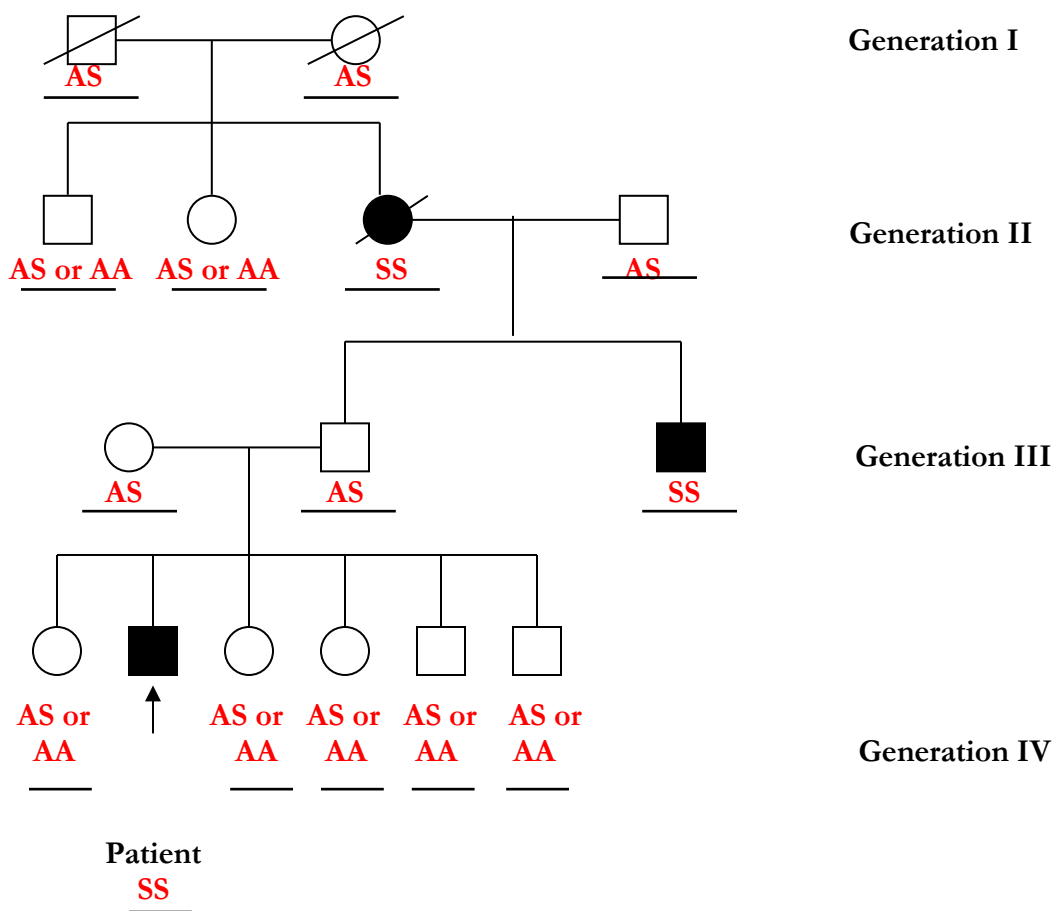 Generation I
AS AS
Generation II
AS or AA AS or AA SS AS
Generation III
AS AS SS
AS or AS or AS or AS or AS or
AA AA AA AA AA
Generation IV
Patient
SS